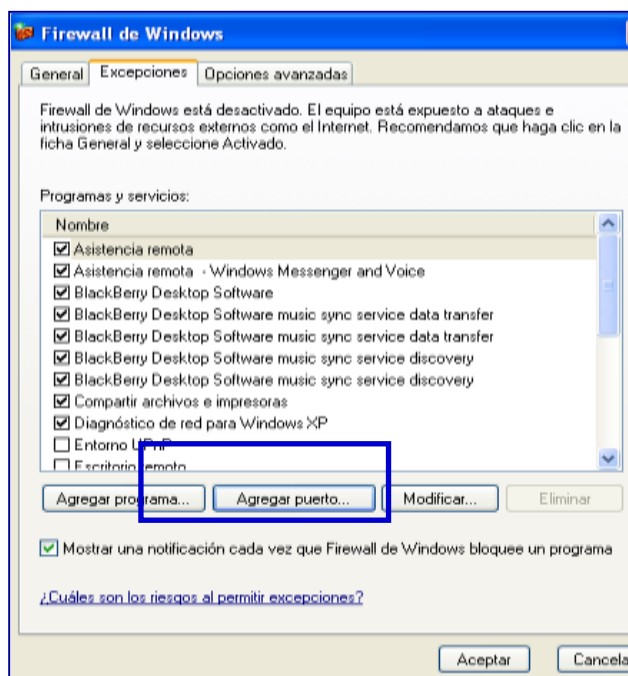 Firewall de Windows
General Excepciones Opciones avanzadas
Firewall de Windows está desactivado. El equipo está expuesto a ataques e
intrusiones de recursos externos como el Internet. Recomendamos que haga clic en la
ficha General y seleccione Activado.
Programas y servicios:
Nombre
Asistencia remota
Asistencia remota - Windows Messenger and Voice
BlackBerry Desktop Software
BlackBerry Desktop Software music sync service data transfer
BlackBerry Desktop Software music sync service data transfer
BlackBerry Desktop Software music sync service discovery
BlackBerry Desktop Software music sync service discovery
Compartir archivos e impresoras
Diagnóstico de red para Windows XP
Entorno UPnP
Escritorio remoto
Agregar programa... Agregar puerto... Modificar... Eliminar
Mostrar una notificación cada vez que Firewall de Windows bloquee un programa
¿Cuáles son los riesgos al permitir excepciones?
Aceptar Cancela